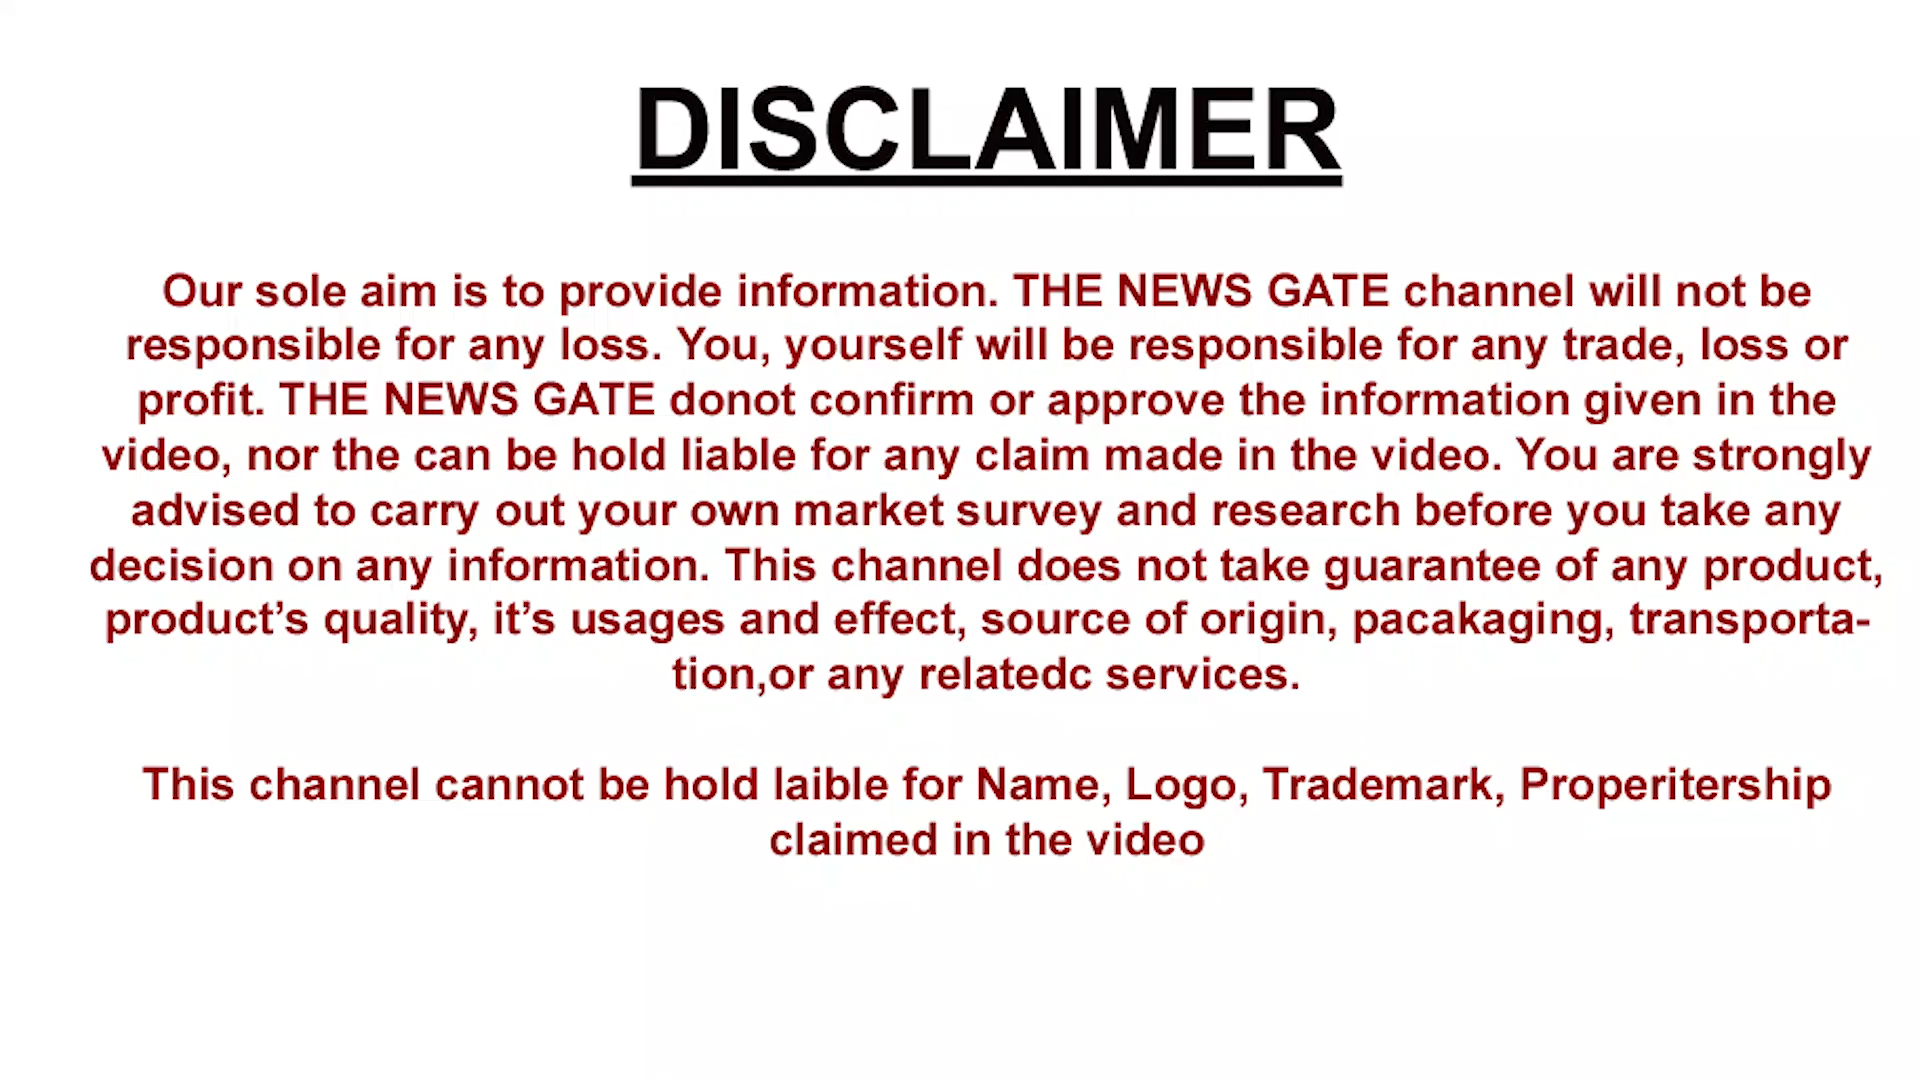 DISCLAIMER
Our sole aim is to provide information. THE NEWS GATE channel will not be
responsible for any loss. You, yourself will be responsible for any trade, loss or
profit. THE NEWS GATE donot confirm or approve the information given in the
video, nor the can be hold liable for any claim made in the video. You are strongly
advised to carry out your own market survey and research before you take any
decision on any information. This channel does not take guarantee of any product,
product’s quality, it’s usages and effect, source of origin, pacakaging, transporta-
tion,or any relatedc services.
This channel cannot be hold laible for Name, Logo, Trademark, Properitership
claimed in the video